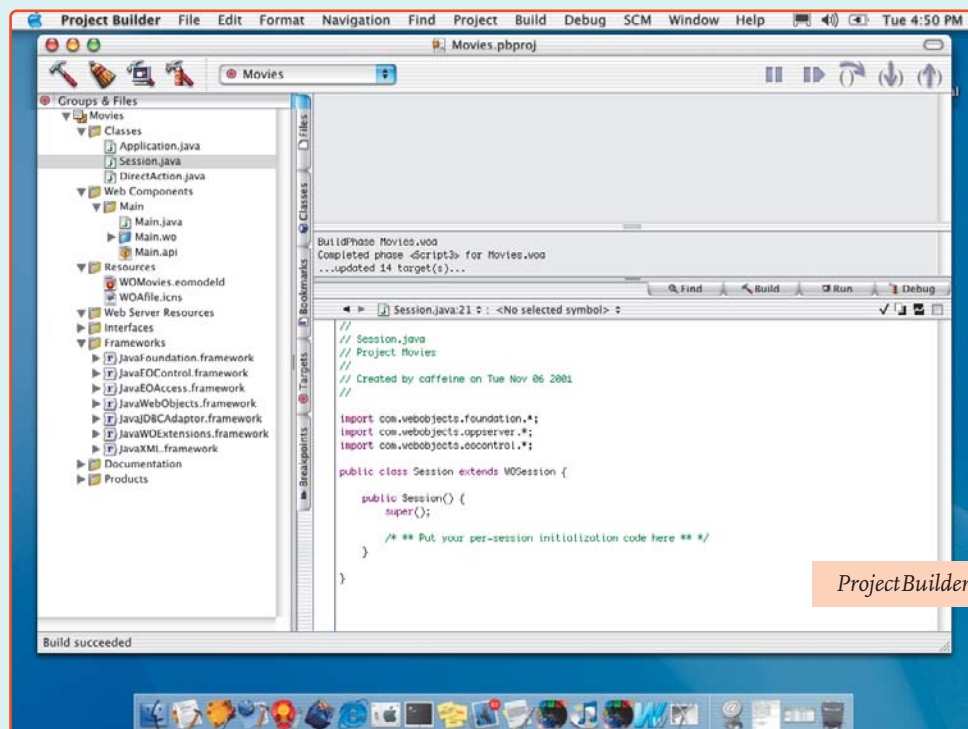 Project Builder File Edit Format Navigation Find Project Build Debug SCM Window Help Tue 4:50 PM
Movies.pbproj
Movies
Groups & Files
Movies
Classes
Application.java
Session.java
DirectAction.java
Web Components
Main
Main.java
Main.wo
Main.api
Resources
WOMovies.eomodeld
WOAfile.icns
Web Server Resources
Interfaces
Frameworks
JavaFoundation.framework
JavaEOControl.framework
JavaEOAccess.framework
JavaWebObjects.framework
JavaJDBCAdaptor.framework
JavaWOExtensions.framework
JavaXML.framework
Documentation
Products
Files
Classes
Bookmarks
Targets
Breakpoints
BuildPhase Movies.woa
Completed phase <Script3> for Movies.woa
...updated 14 target(s)...
Find Build Run Debug
Session.java:21 : <No selected symbol>
//
// Session.java
// Project Movies
//
// Created by caffeine on Tue Nov 06 2001
//
import com.webobjects.foundation.*;
import com.webobjects.appserver.*;
import com.webobjects.eocontrol.*;
public class Session extends WOSession {
public Session() {
super();
/* ** Put your per-session initialization code here ** */
}
}
ProjectBuilder
Build succeeded